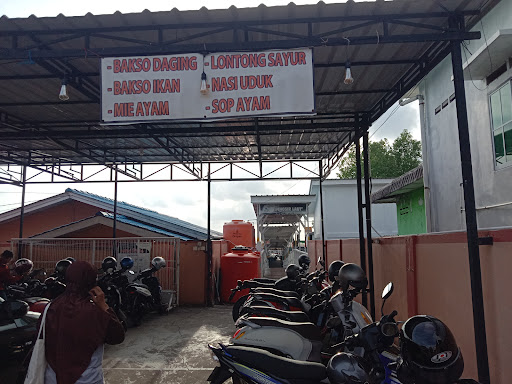 - BAKSO DAGING
- BAKSO IKAN
- MIE AYAM
- LONTONG SAYUR
- NASI UDUK
- SOP AYAM